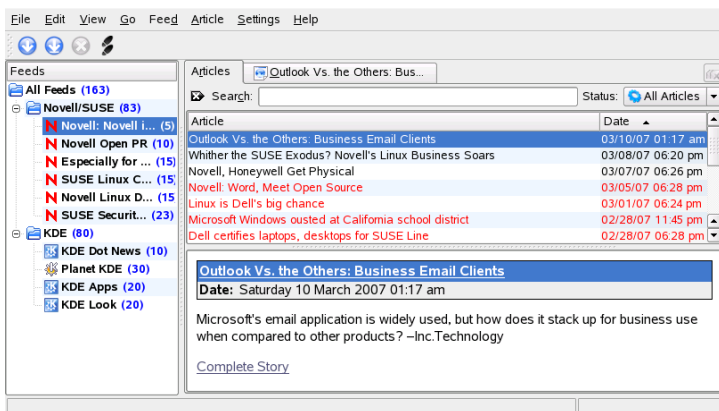 File Edit View Go Feed Article Settings Help
Feeds
All Feeds (163)
Novell/SUSE (83)
Novell: Novell i... (5)
Novell Open PR (10)
Especially for ... (15)
SUSE Linux C... (15)
Novell Linux D... (15
SUSE Securit... (23)
KDE (80)
KDE Dot News (10)
Planet KDE (30)
KDE Apps (20)
KDE Look (20)
Articles Outlook Vs. the Others: Bus...
Search: Status: All Articles
Article Date
Outlook Vs. the Others: Business Email Clients 03/10/07 01:17 am
Whither the SUSE Exodus? Novell's Linux Business Soars 03/08/07 06:20 pm
Novell, Honeywell Get Physical 03/07/07 06:26 pm
Novell: Word, Meet Open Source 03/05/07 06:28 pm
Linux is Dell's big chance 03/01/07 06:24 pm
Microsoft Windows ousted at California school district 02/28/07 11:45 pm
Dell certifies laptops, desktops for SUSE Line 02/28/07 06:28 pm
Outlook Vs. the Others: Business Email Clients
Date: Saturday 10 March 2007 01:17 am
Microsoft's email application is widely used, but how does it stack up for business use
when compared to other products? –Inc.Technology
Complete Story